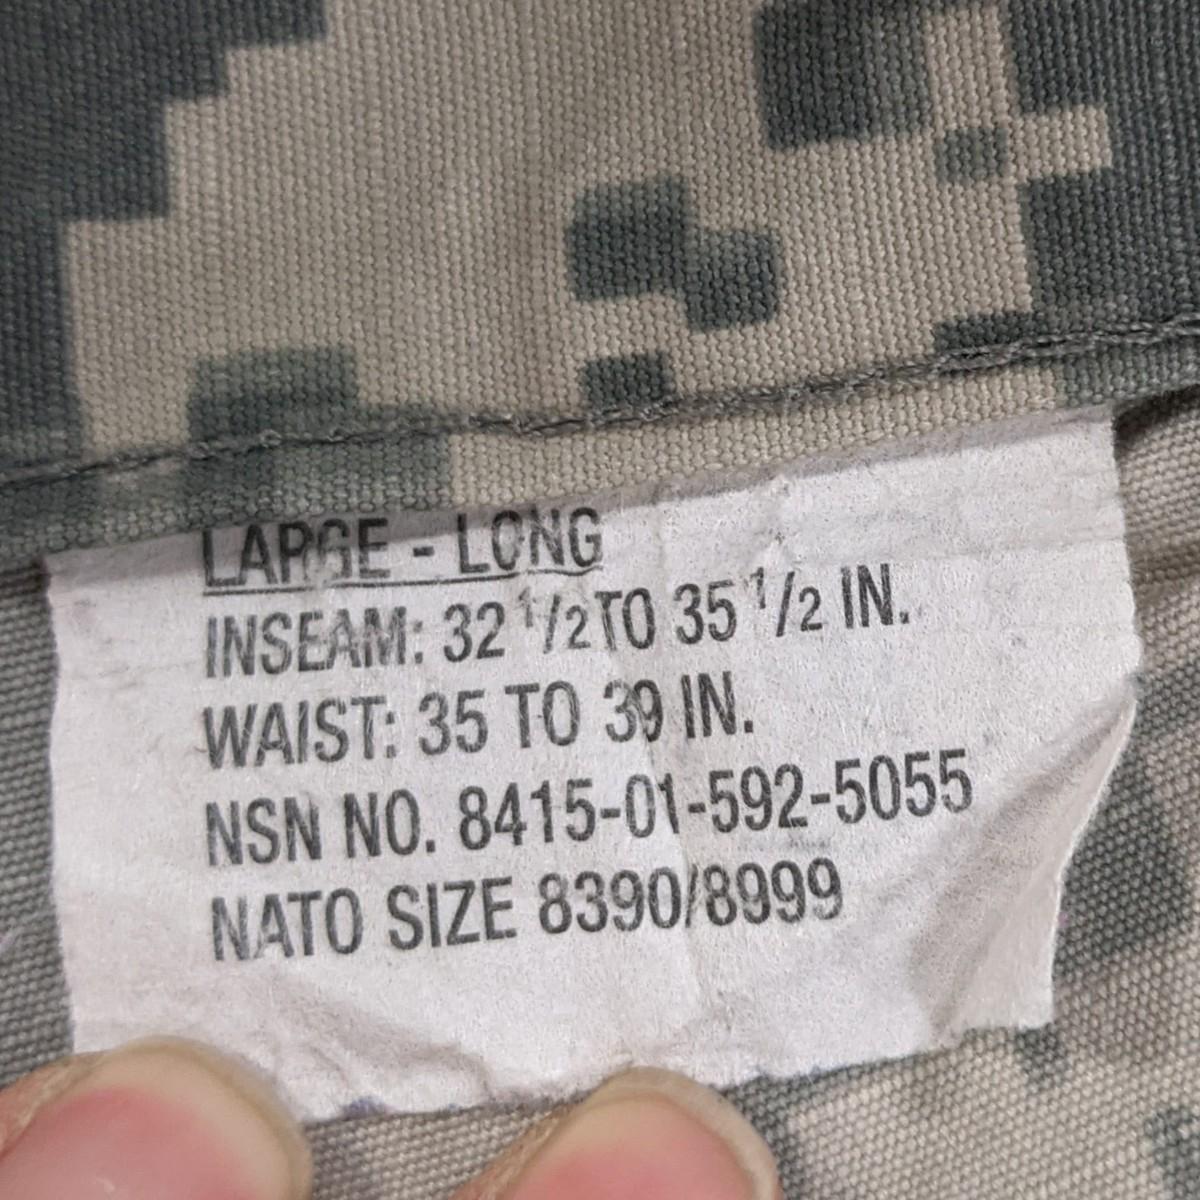 LARGE - LONG
INSEAM: 32 1/2 TO 35 1/2 IN.
WAIST: 35 TO 39 IN.
NSN NO. 8415-01-592-5055
NATO SIZE 8390/8999